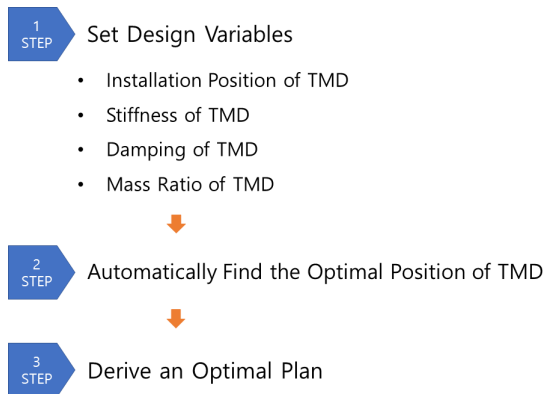 1
STEP
Set Design Variables
• Installation Position of TMD
• Stiffness of TMD
• Damping of TMD
• Mass Ratio of TMD
2
STEP
Automatically Find the Optimal Position of TMD
3
STEP
Derive an Optimal Plan